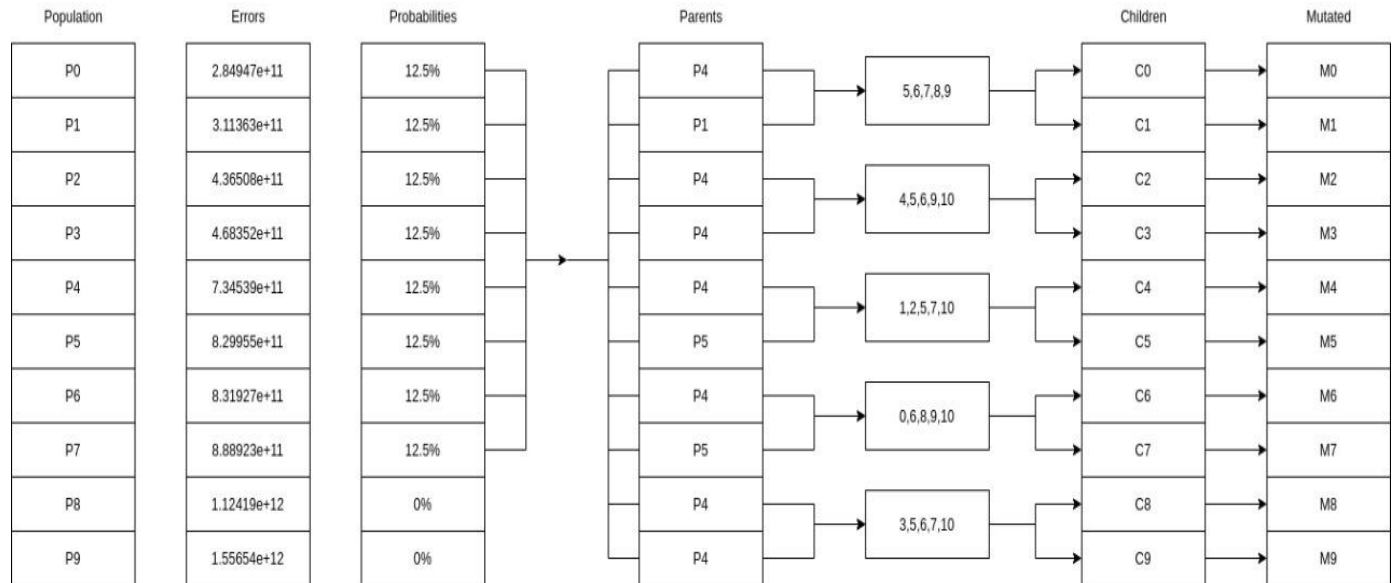 Population Errors Probabilities Parents Children Mutated
P0 2.84947e+11 12.5% P4 5,6,7,8,9 C0 M0
P1 3.11363e+11 12.5% P1 C1 M1
P2 4.36508e+11 12.5% P4 4,5,6,9,10 C2 M2
P3 4.68352e+11 12.5% P4 C3 M3
P4 7.34539e+11 12.5% P4 1,2,5,7,10 C4 M4
P5 8.29955e+11 12.5% P5 C5 M5
P6 8.31927e+11 12.5% P4 0,6,8,9,10 C6 M6
P7 8.88923e+11 12.5% P5 C7 M7
P8 1.12419e+12 0% P4 3,5,6,7,10 C8 M8
P9 1.55654e+12 0% P4 C9 M9